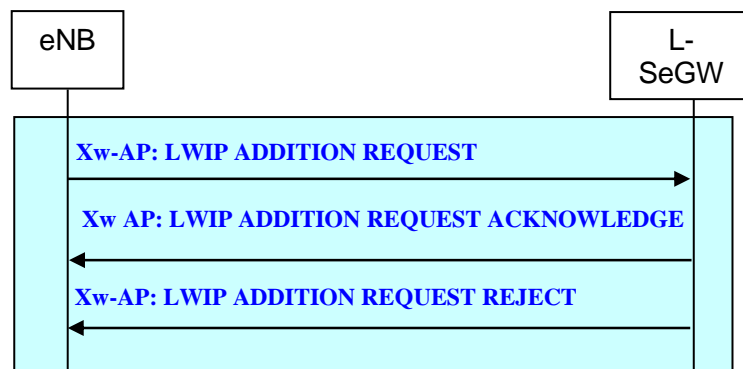 eNB
L-
SeGW
Xw-AP: LWIP ADDITION REQUEST
Xw AP: LWIP ADDITION REQUEST ACKNOWLEDGE
Xw-AP: LWIP ADDITION REQUEST REJECT